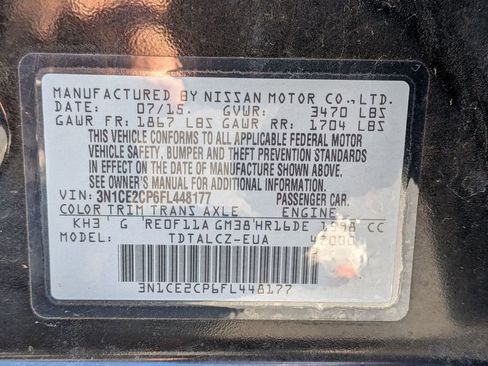 MANUFACTURED BY NISSAN MOTOR CO.,LTD.
DATE: 07/15. GVWR: 3470 LBS
GAWR FR: 1867 LBS GAWR RR: 1704 LBS
THIS VEHICLE CONFORMS TO ALL APPLICABLE FEDERAL MOTOR
VEHICLE SAFETY, BUMPER AND THEFT PREVENTION STANDARDS
IN EFFECT ON THE DATE OF MANUFACTURE SHOWN ABOVE.
SEE OWNER'S MANUAL FOR FURTHER INFORMATION.
VIN: 3N1CE2CP6FL448177 PASSENGER CAR.
COLOR TRIM TRANS AXLE ENGINE
KH3 G RE0F11A GM38 HR16DE 1598 CC
MODEL: TDTALCZ-EUA
3N1CE2CP6FL448177